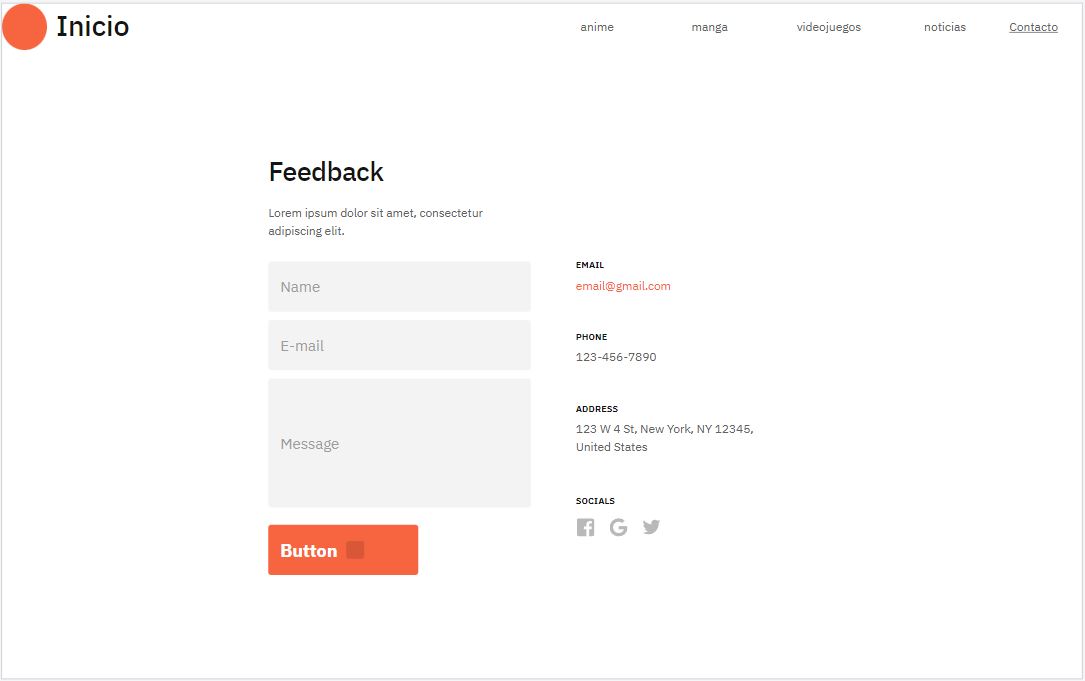 Inicio
anime
manga
videojuegos
noticias
Contacto
Feedback
Lorem ipsum dolor sit amet, consectetur
adipiscing elit.
Name
E-mail
Message
Button
EMAIL
email@gmail.com
PHONE
123-456-7890
ADDRESS
123 W 4 St, New York, NY 12345,
United States
SOCIALS